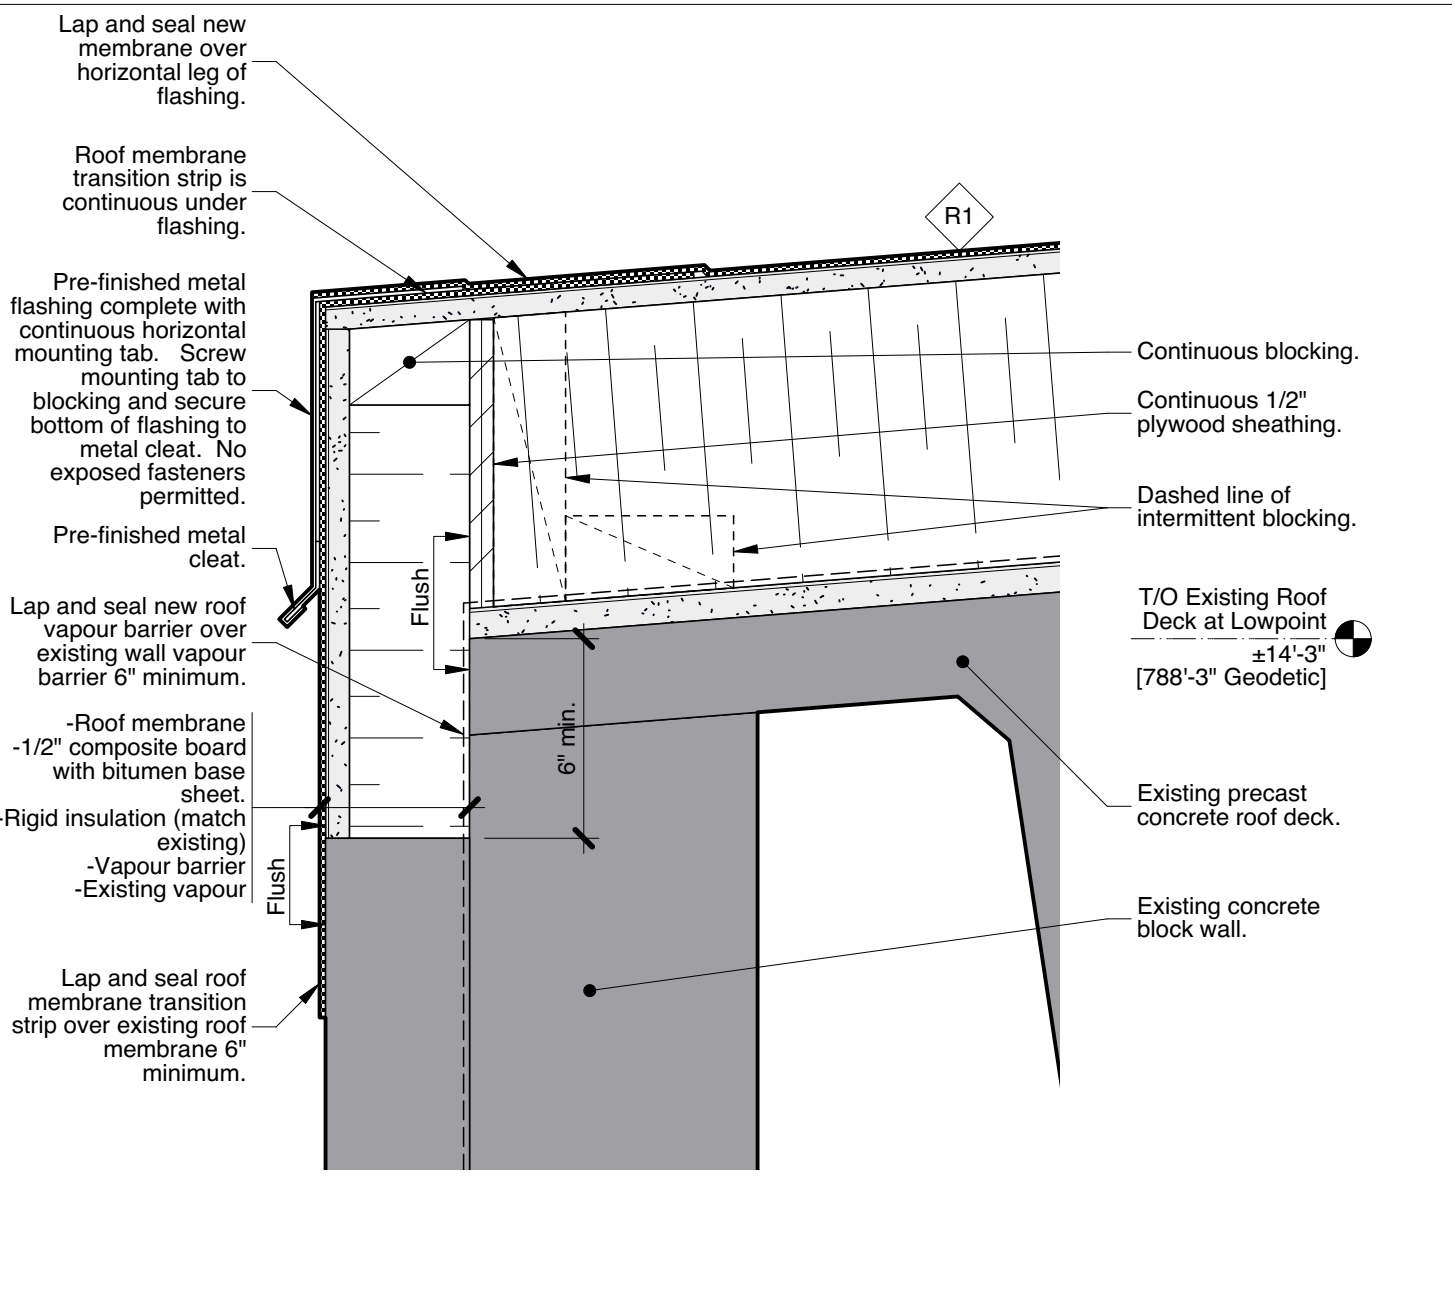 Lap and seal new
membrane over
horizontal leg of
flashing.
Roof membrane
transition strip is
continuous under
flashing.
Pre-finished metal
flashing complete with
continuous horizontal
mounting tab. Screw
mounting tab to
blocking and secure
bottom of flashing to
metal cleat. No
exposed fasteners
permitted.
Pre-finished metal
cleat.
Lap and seal new roof
vapour barrier over
existing wall vapour
barrier 6" minimum.
-Roof membrane
-1/2" composite board
with bitumen base
sheet.
-Rigid insulation (match
existing)
-Vapour barrier
-Existing vapour
Lap and seal roof
membrane transition
strip over existing roof
membrane 6"
minimum.
Flush
Flush
6" min.
R1
Continuous blocking.
Continuous 1/2"
plywood sheathing.
Dashed line of
intermittent blocking.
T/O Existing Roof
Deck at Lowpoint
±14'-3"
[788'-3" Geodetic]
Existing precast
concrete roof deck.
Existing concrete
block wall.